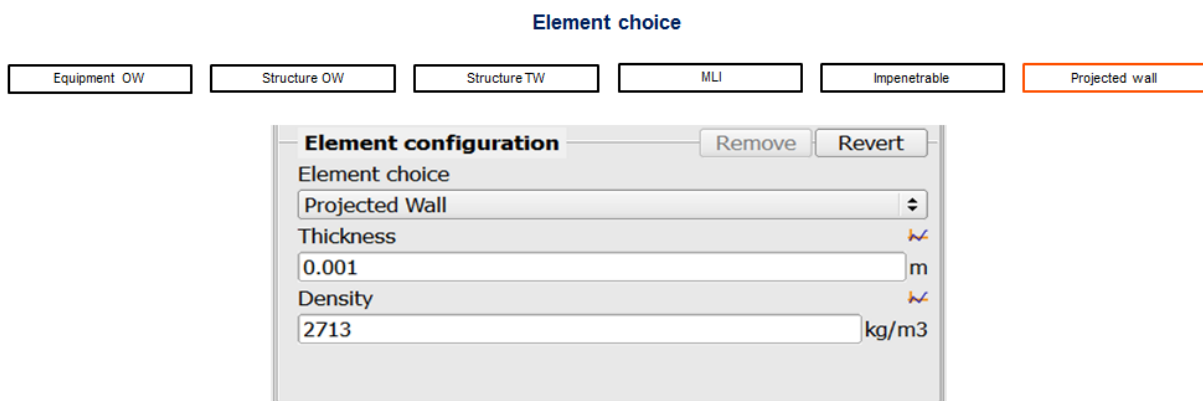 Element choice
Equipment OW
Structure OW
Structure TW
MLI
Impenetrable
Projected wall
Element configuration
Remove
Revert
Element choice
Projected Wall
Thickness
0.001 m
Density
2713 kg/m3